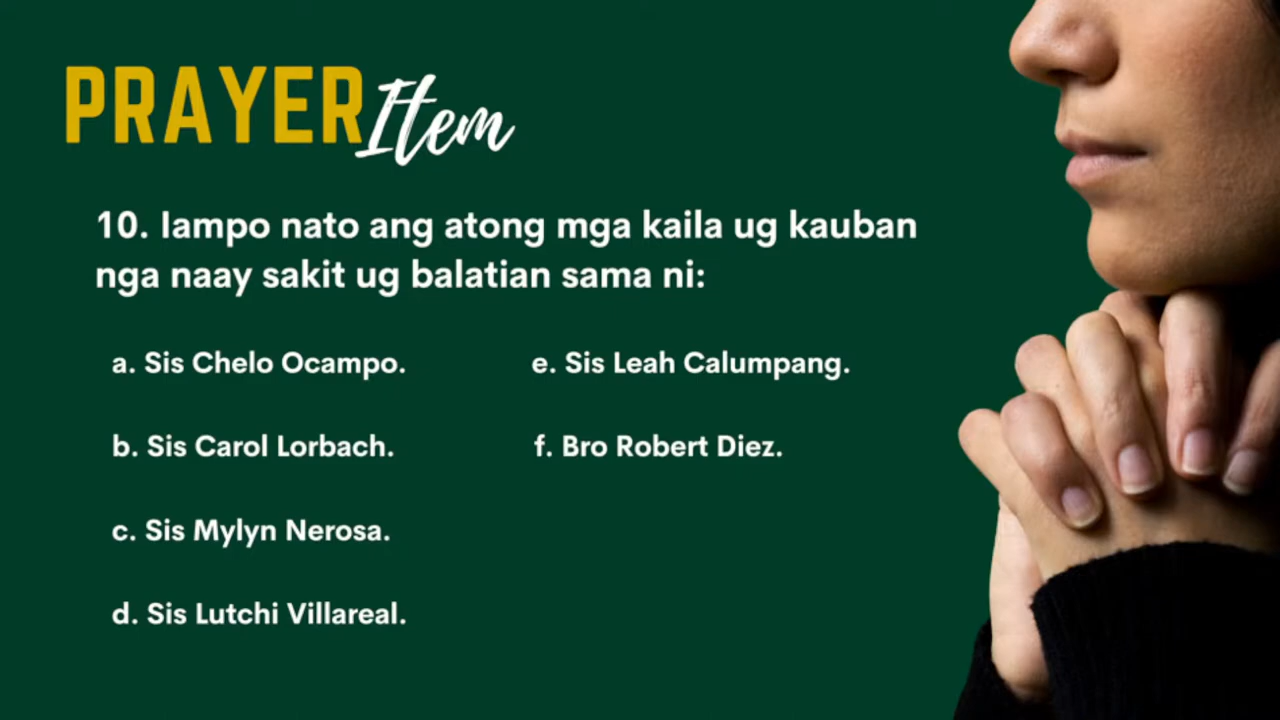 PRAYER Item
10. Iampo nato ang atong mga kaila ug kauban
nga naay sakit ug balatian sama ni:
a. Sis Chelo Ocampo.
b. Sis Carol Lorbach.
c. Sis Mylyn Nerosa.
d. Sis Lutchi Villareal.
e. Sis Leah Calumpang.
f. Bro Robert Diez.